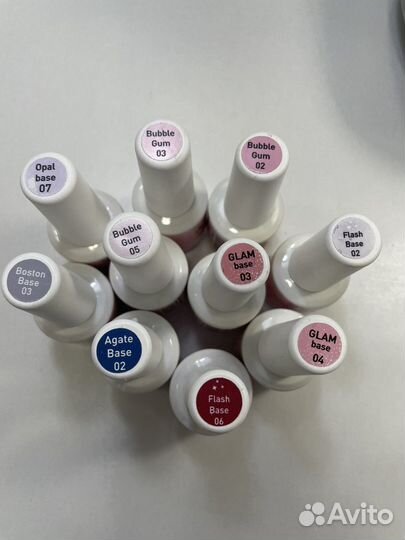 Bubble
Gum
03
Bubble
Gum
02
Opal
base
07
Bubble
Gum
05
Flash
Base
02
GLAM
base
03
Boston
Base
03
Agate
Base
02
GLAM
base
04
Flash
Base
06
Avito